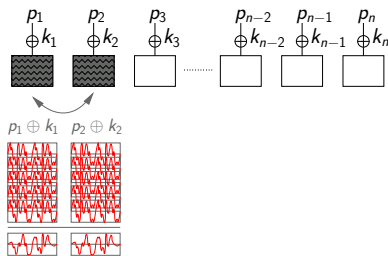 p₁ p₂ p₃ pₙ₋₂ pₙ₋₁ pₙ
k₁ k₂ k₃ kₙ₋₂ kₙ₋₁ kₙ
p₁ ⊕ k₁ p₂ ⊕ k₂